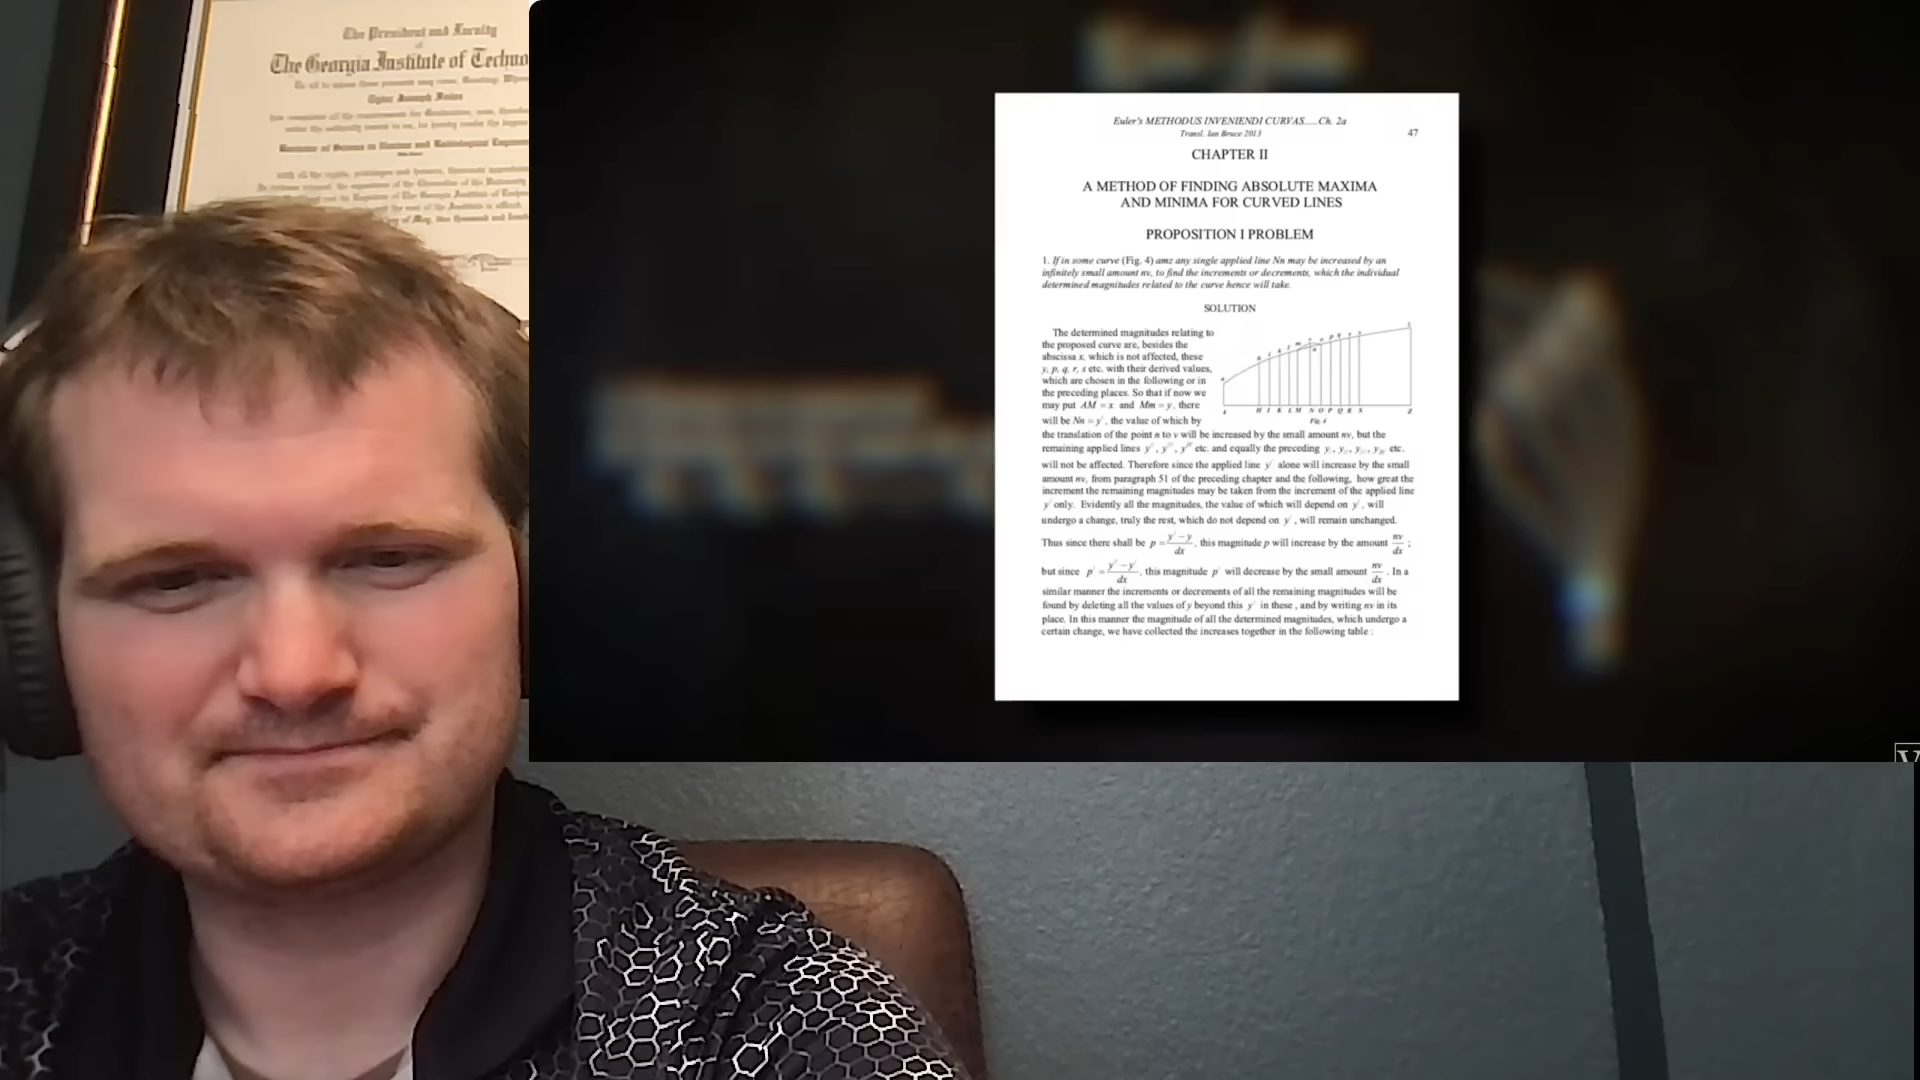 The President and Faculty
of
The Georgia Institute of Techno
Euler's METHODUS INVENIENDI CURVAS.....Ch. 2a
Transl. Ian Bruce 2013
47
CHAPTER II
A METHOD OF FINDING ABSOLUTE MAXIMA
AND MINIMA FOR CURVED LINES
PROPOSITION I PROBLEM
1. If in some curve (Fig. 4) amz any single applied line Nn may be increased by an
infinitely small amount nv, to find the increments or decrements, which the individual
determined magnitudes related to the curve hence will take.
SOLUTION
The determined magnitudes relating to
the proposed curve are, besides the
abscissa x, which is not affected, these
y, p, q, r, s etc. with their derived values,
which are chosen in the following or in
the preceding places. So that if now we
may put AM = x and Mm = y, there
will be Nn = y', the value of which by
H I K L M N O P Q R S Z
Fig. 4
the translation of the point n to v will be increased by the small amount nv, but the
remaining applied lines y'', y''', y'''' etc. and equally the preceding etc.
will not be affected. Therefore since the applied line y' alone will increase by the small
amount nv, from paragraph 51 of the preceding chapter and the following, how great the
increment the remaining magnitudes may be taken from the increment of the applied line
y' only. Evidently all the magnitudes, the value of which will depend on y', will
undergo a change, truly the rest, which do not depend on y', will remain unchanged.
Thus since there shall be p = (y' − y)/dx, this magnitude p will increase by the amount nv/dx ;
but since p' = (y'' − y')/dx, this magnitude p' will decrease by the small amount nv/dx. In a
similar manner the increments or decrements of all the remaining magnitudes will be
found by deleting all the values of y beyond this y' in these, and by writing nv in its
place. In this manner the magnitude of all the determined magnitudes, which undergo a
certain change, we have collected the increases together in the following table :